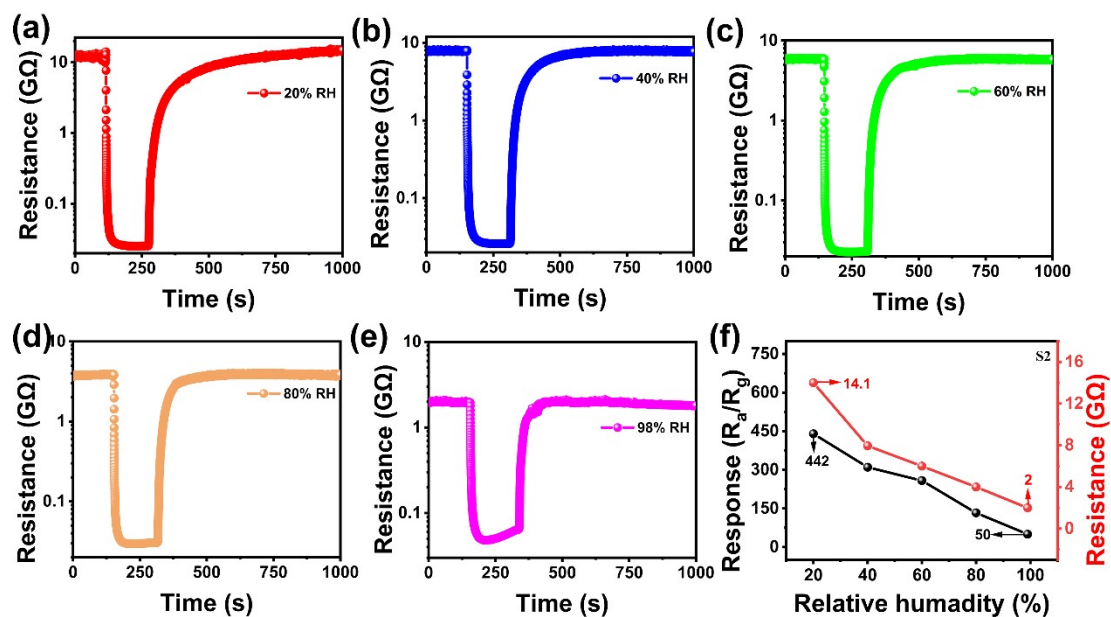 (a)
Resistance (GΩ)
10
1
0.1
20% RH
0 250 500 750 1000
Time (s)
(b)
Resistance (GΩ)
10
1
0.1
40% RH
0 250 500 750 1000
Time (s)
(c)
Resistance (GΩ)
10
1
0.1
60% RH
0 250 500 750 1000
Time (s)
(d)
Resistance (GΩ)
10
1
0.1
80% RH
0 250 500 750 1000
Time (s)
(e)
Resistance (GΩ)
10
1
0.1
98% RH
0 250 500 750 1000
Time (s)
(f)
Response (Ra/Rg)
750
600
450
300
150
0
S2
14.1
442
2
50
16
12
8
4
0
Resistance (GΩ)
20 40 60 80 100
Relative humadity (%)